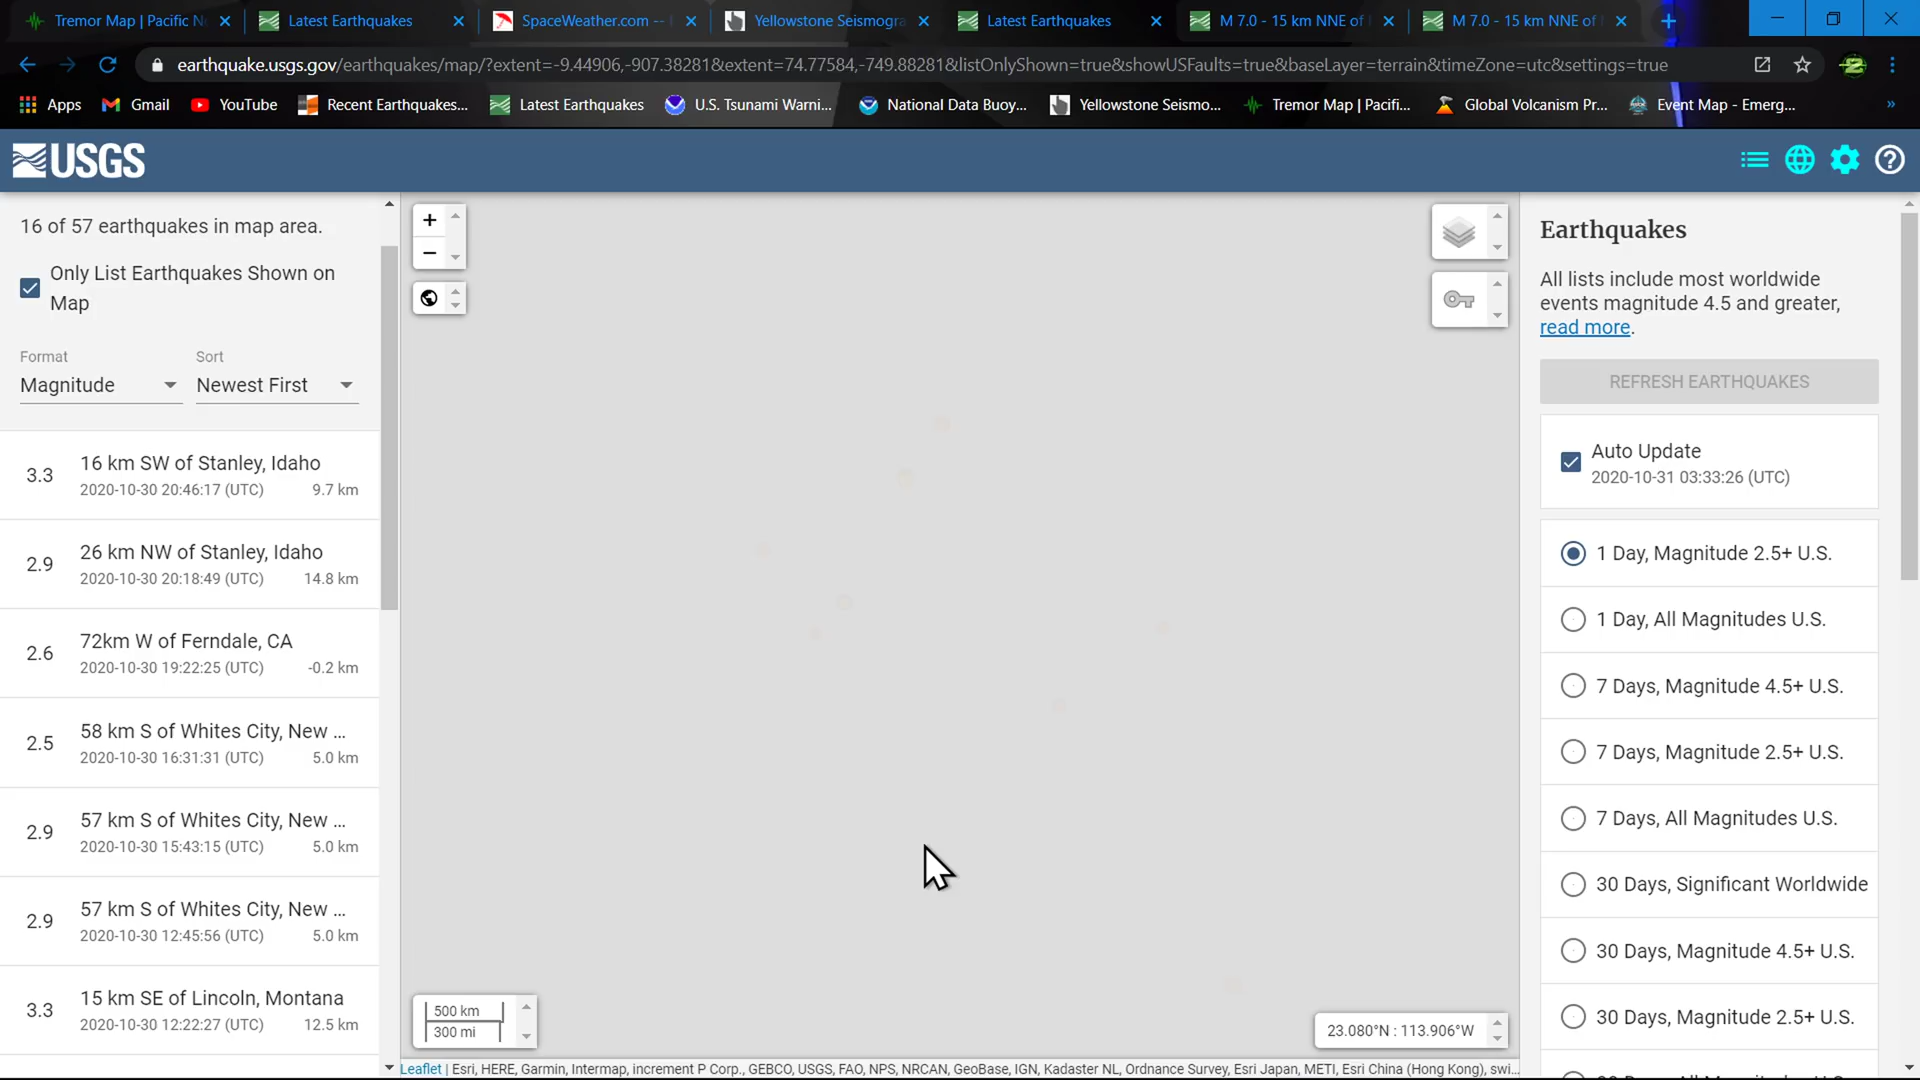 Tremor Map | Pacific N
Latest Earthquakes
SpaceWeather.com --
Yellowstone Seismogra
Latest Earthquakes
M 7.0 - 15 km NNE of
M 7.0 - 15 km NNE of
earthquake.usgs.gov/earthquakes/map/?extent=-9.44906,-907.38281&extent=74.77584,-749.88281&listOnlyShown=true&showUSFaults=true&baseLayer=terrain&timeZone=utc&settings=true
Apps
Gmail
YouTube
Recent Earthquakes...
Latest Earthquakes
U.S. Tsunami Warni...
National Data Buoy...
Yellowstone Seismo...
Tremor Map | Pacifi...
Global Volcanism Pr...
Event Map - Emerg...
»
USGS
16 of 57 earthquakes in map area.
Only List Earthquakes Shown on
Map
Format Sort
Magnitude Newest First
3.3 16 km SW of Stanley, Idaho
2020-10-30 20:46:17 (UTC) 9.7 km
2.9 26 km NW of Stanley, Idaho
2020-10-30 20:18:49 (UTC) 14.8 km
2.6 72km W of Ferndale, CA
2020-10-30 19:22:25 (UTC) -0.2 km
2.5 58 km S of Whites City, New ...
2020-10-30 16:31:31 (UTC) 5.0 km
2.9 57 km S of Whites City, New ...
2020-10-30 15:43:15 (UTC) 5.0 km
2.9 57 km S of Whites City, New ...
2020-10-30 12:45:56 (UTC) 5.0 km
3.3 15 km SE of Lincoln, Montana
2020-10-30 12:22:27 (UTC) 12.5 km
+
−
500 km
300 mi
23.080°N : 113.906°W
Leaflet | Esri, HERE, Garmin, Intermap, increment P Corp., GEBCO, USGS, FAO, NPS, NRCAN, GeoBase, IGN, Kadaster NL, Ordnance Survey, Esri Japan, METI, Esri China (Hong Kong), swi...
Earthquakes
All lists include most worldwide
events magnitude 4.5 and greater,
read more.
REFRESH EARTHQUAKES
Auto Update
2020-10-31 03:33:26 (UTC)
1 Day, Magnitude 2.5+ U.S.
1 Day, All Magnitudes U.S.
7 Days, Magnitude 4.5+ U.S.
7 Days, Magnitude 2.5+ U.S.
7 Days, All Magnitudes U.S.
30 Days, Significant Worldwide
30 Days, Magnitude 4.5+ U.S.
30 Days, Magnitude 2.5+ U.S.